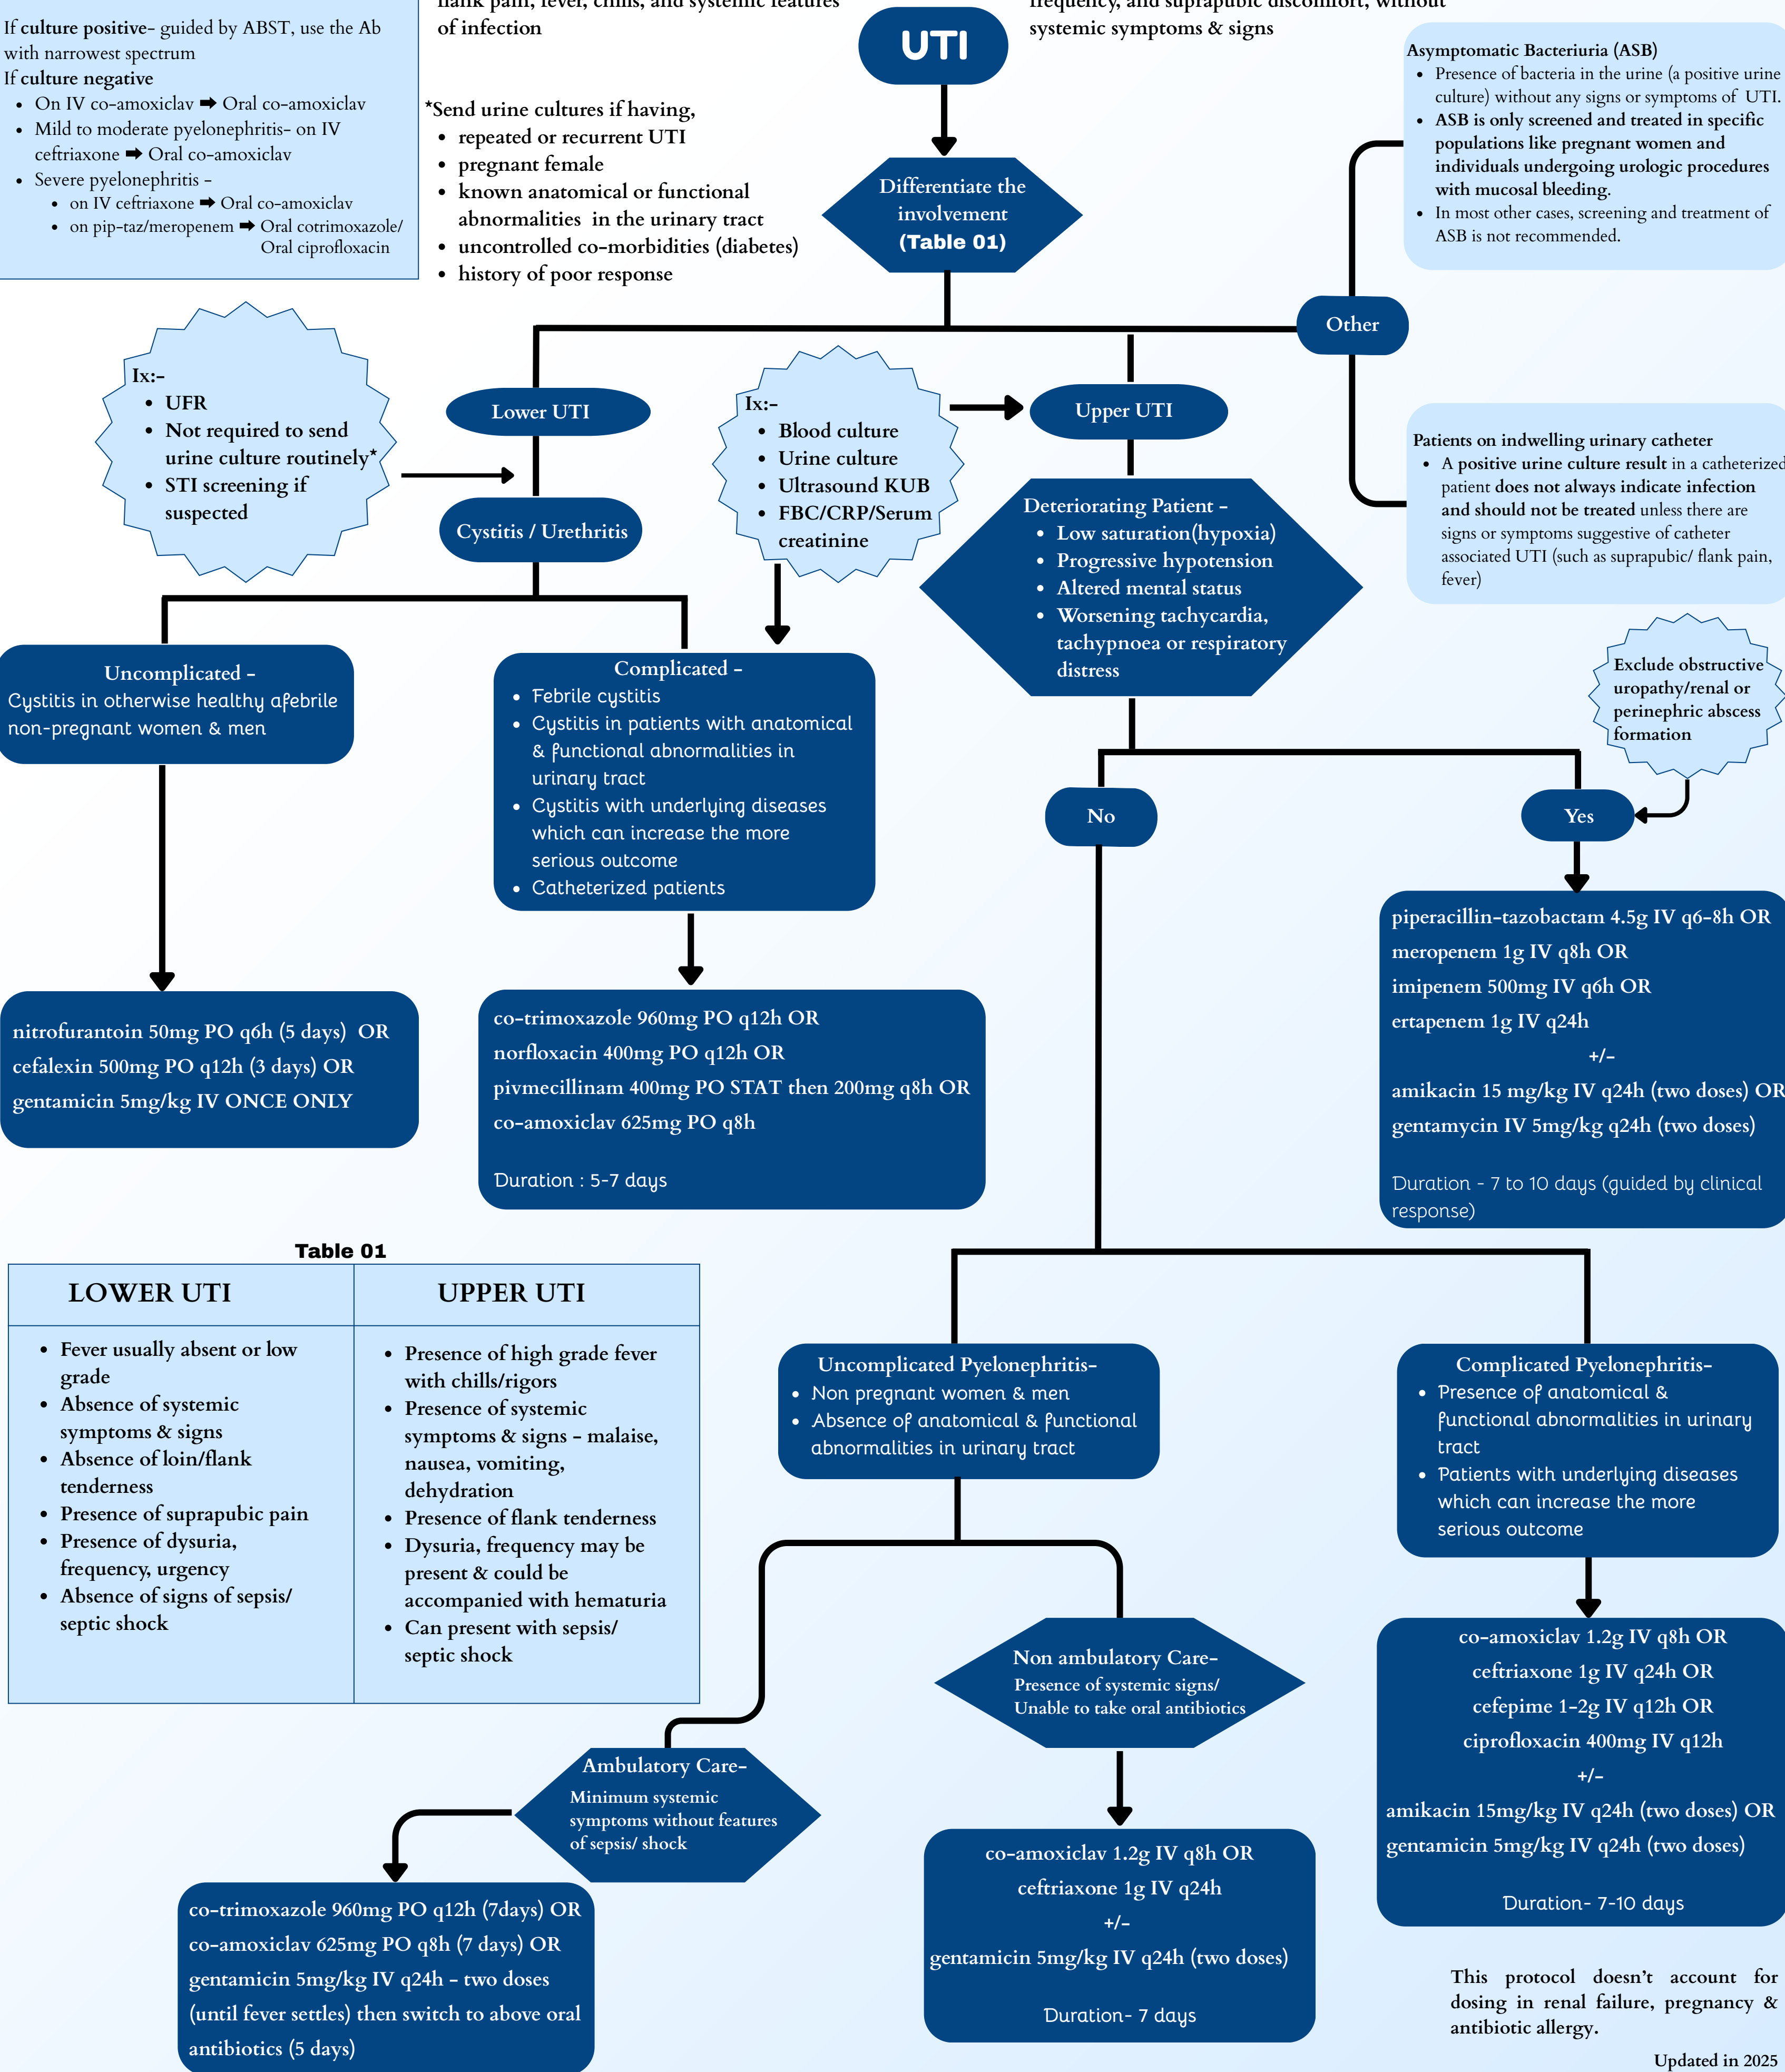 If culture positive- guided by ABST, use the Ab
with narrowest spectrum
If culture negative
• On IV co-amoxiclav ➡ Oral co-amoxiclav
• Mild to moderate pyelonephritis- on IV
ceftriaxone ➡ Oral co-amoxiclav
• Severe pyelonephritis -
• on IV ceftriaxone ➡ Oral co-amoxiclav
• on pip-taz/meropenem ➡ Oral cotrimoxazole/
Oral ciprofloxacin
flank pain, fever, chills, and systemic features
of infection
*Send urine cultures if having,
• repeated or recurrent UTI
• pregnant female
• known anatomical or functional
abnormalities in the urinary tract
• uncontrolled co-morbidities (diabetes)
• history of poor response
UTI
frequency, and suprapubic discomfort, without
systemic symptoms & signs
Differentiate the
involvement
(Table 01)
Asymptomatic Bacteriuria (ASB)
• Presence of bacteria in the urine (a positive urine
culture) without any signs or symptoms of UTI.
• ASB is only screened and treated in specific
populations like pregnant women and
individuals undergoing urologic procedures
with mucosal bleeding.
• In most other cases, screening and treatment of
ASB is not recommended.
Other
Patients on indwelling urinary catheter
• A positive urine culture result in a catheterized
patient does not always indicate infection
and should not be treated unless there are
signs or symptoms suggestive of catheter
associated UTI (such as suprapubic/ flank pain,
fever)
Ix:-
• UFR
• Not required to send
urine culture routinely*
• STI screening if
suspected
Lower UTI
Cystitis / Urethritis
Ix:-
• Blood culture
• Urine culture
• Ultrasound KUB
• FBC/CRP/Serum
creatinine
Upper UTI
Deteriorating Patient -
• Low saturation(hypoxia)
• Progressive hypotension
• Altered mental status
• Worsening tachycardia,
tachypnoea or respiratory
distress
Exclude obstructive
uropathy/renal or
perinephric abscess
formation
Uncomplicated -
Cystitis in otherwise healthy afebrile
non-pregnant women & men
Complicated -
• Febrile cystitis
• Cystitis in patients with anatomical
& functional abnormalities in
urinary tract
• Cystitis with underlying diseases
which can increase the more
serious outcome
• Catheterized patients
No
Yes
nitrofurantoin 50mg PO q6h (5 days) OR
cefalexin 500mg PO q12h (3 days) OR
gentamicin 5mg/kg IV ONCE ONLY
co-trimoxazole 960mg PO q12h OR
norfloxacin 400mg PO q12h OR
pivmecillinam 400mg PO STAT then 200mg q8h OR
co-amoxiclav 625mg PO q8h
Duration : 5-7 days
piperacillin-tazobactam 4.5g IV q6-8h OR
meropenem 1g IV q8h OR
imipenem 500mg IV q6h OR
ertapenem 1g IV q24h
+/-
amikacin 15 mg/kg IV q24h (two doses) OR
gentamycin IV 5mg/kg q24h (two doses)
Duration - 7 to 10 days (guided by clinical
response)
Table 01
LOWER UTI
• Fever usually absent or low
grade
• Absence of systemic
symptoms & signs
• Absence of loin/flank
tenderness
• Presence of suprapubic pain
• Presence of dysuria,
frequency, urgency
• Absence of signs of sepsis/
septic shock
UPPER UTI
• Presence of high grade fever
with chills/rigors
• Presence of systemic
symptoms & signs - malaise,
nausea, vomiting,
dehydration
• Presence of flank tenderness
• Dysuria, frequency may be
present & could be
accompanied with hematuria
• Can present with sepsis/
septic shock
Uncomplicated Pyelonephritis-
• Non pregnant women & men
• Absence of anatomical & functional
abnormalities in urinary tract
Complicated Pyelonephritis-
• Presence of anatomical &
functional abnormalities in urinary
tract
• Patients with underlying diseases
which can increase the more
serious outcome
Ambulatory Care-
Minimum systemic
symptoms without features
of sepsis/ shock
Non ambulatory Care-
Presence of systemic signs/
Unable to take oral antibiotics
co-trimoxazole 960mg PO q12h (7days) OR
co-amoxiclav 625mg PO q8h (7 days) OR
gentamicin 5mg/kg IV q24h - two doses
(until fever settles) then switch to above oral
antibiotics (5 days)
co-amoxiclav 1.2g IV q8h OR
ceftriaxone 1g IV q24h
+/-
gentamicin 5mg/kg IV q24h (two doses)
Duration- 7 days
co-amoxiclav 1.2g IV q8h OR
ceftriaxone 1g IV q24h OR
cefepime 1-2g IV q12h OR
ciprofloxacin 400mg IV q12h
+/-
amikacin 15mg/kg IV q24h (two doses) OR
gentamicin 5mg/kg IV q24h (two doses)
Duration- 7-10 days
This protocol doesn't account for
dosing in renal failure, pregnancy &
antibiotic allergy.
Updated in 2025